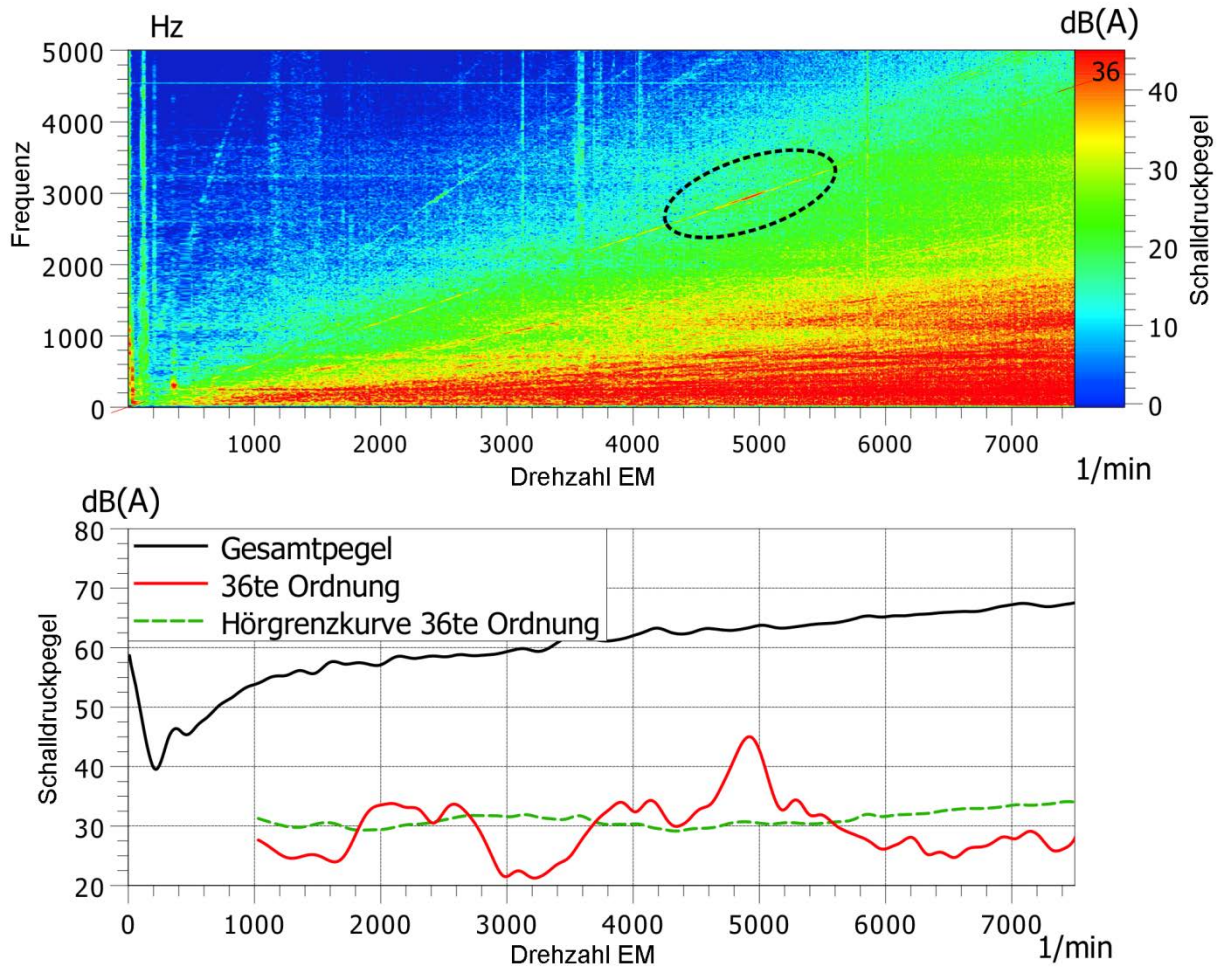 Hz
dB(A)
5000
4000
3000
2000
1000
0
Frequenz
36
40
30
20
10
0
Schalldruckpegel
1000 2000 3000 4000 5000 6000 7000
Drehzahl EM
1/min
dB(A)
80
70
60
50
40
30
20
Schalldruckpegel
Gesamtpegel
36te Ordnung
Hörgrenzkurve 36te Ordnung
0 1000 2000 3000 4000 5000 6000 7000
Drehzahl EM
1/min